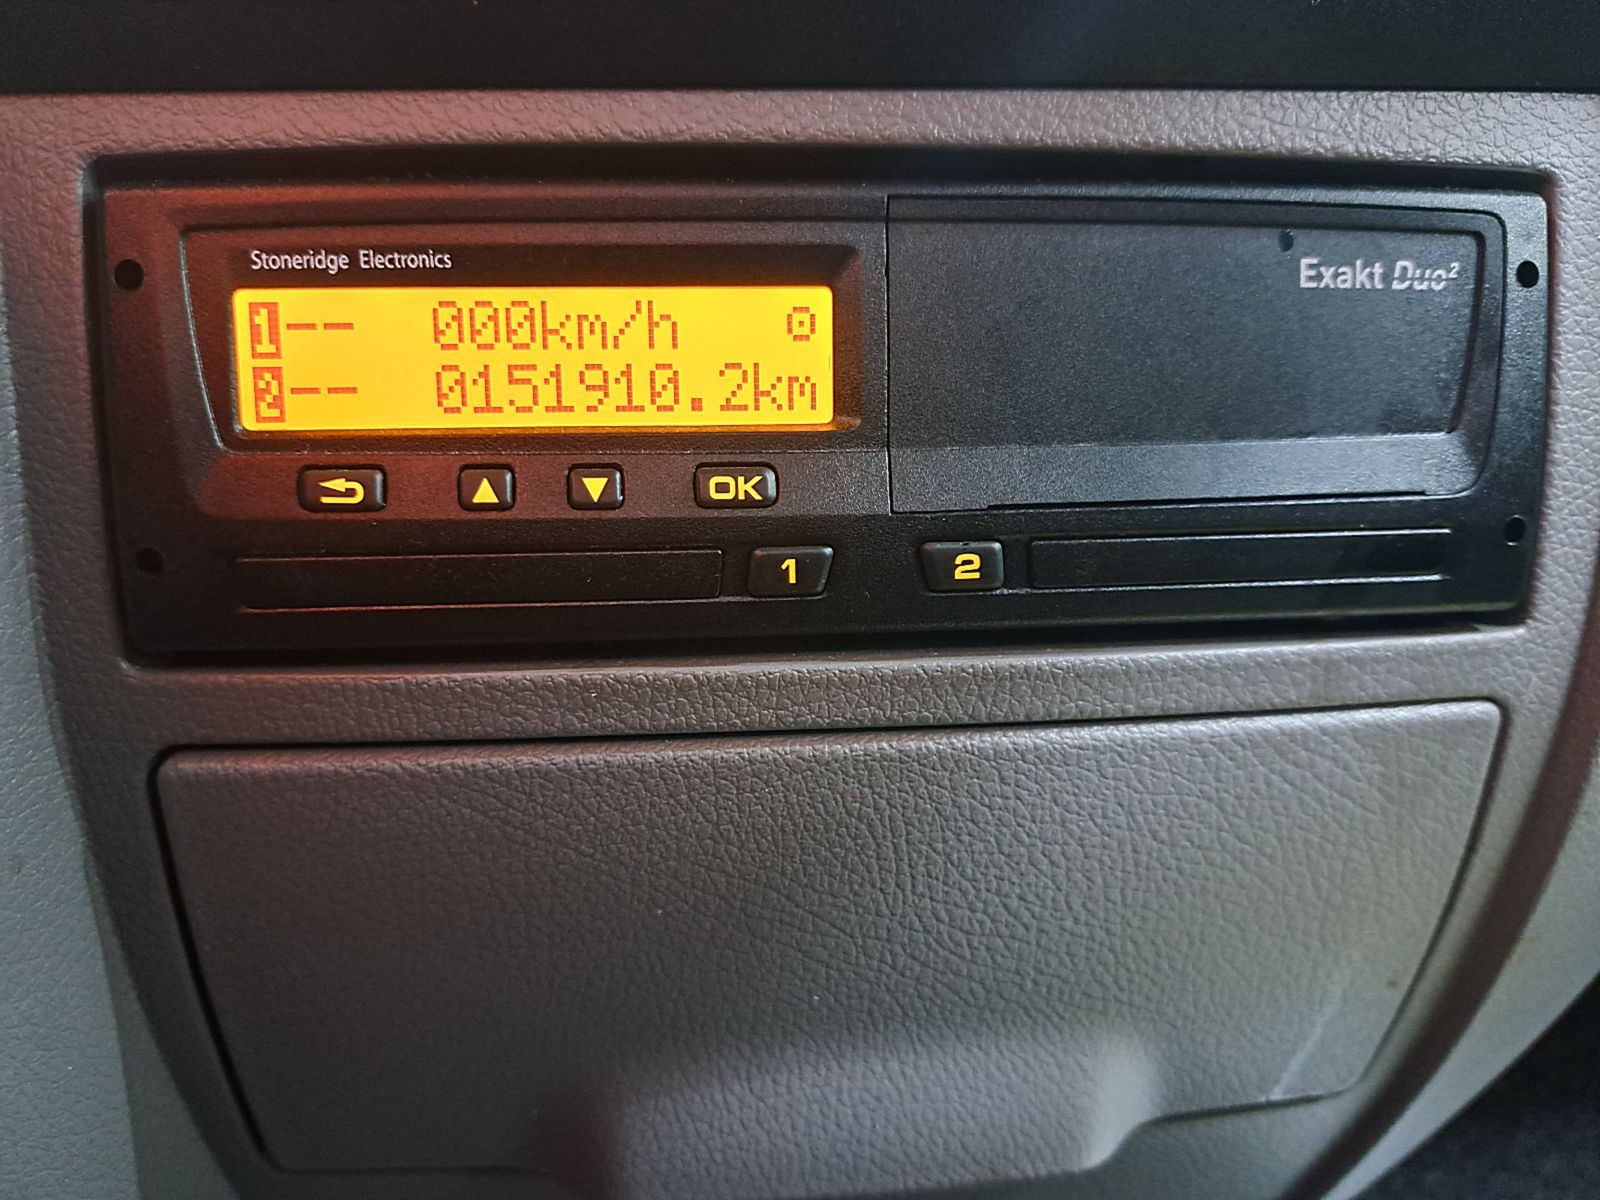 Stoneridge Electronics
Exakt Duo²
1-- 000km/h
2-- 0151910.2km
OK
1
2